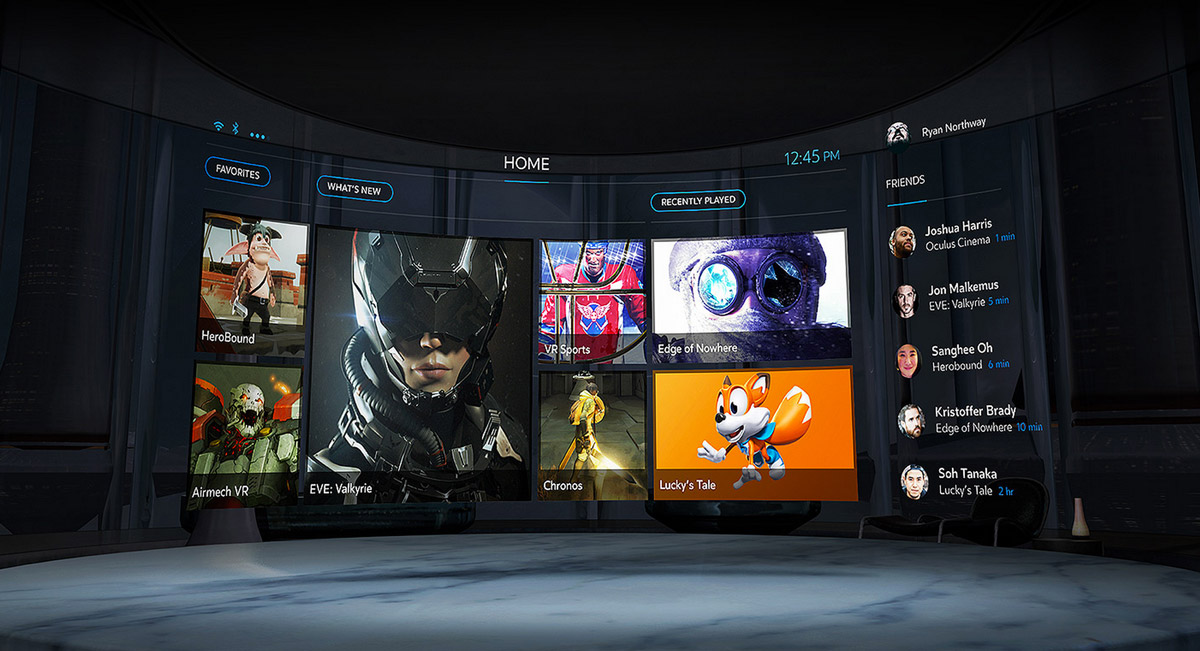 HOME
12:45 PM
FAVORITES
WHAT'S NEW
RECENTLY PLAYED
HeroBound
Airmech VR
EVE: Valkyrie
VR Sports
Chronos
Edge of Nowhere
Lucky's Tale
Ryan Northway
FRIENDS
Joshua Harris
Oculus Cinema 1 min
Jon Malkemus
EVE: Valkyrie 5 min
Sanghee Oh
Herobound 6 min
Kristoffer Brady
Edge of Nowhere 10 min
Soh Tanaka
Lucky's Tale 2 hr